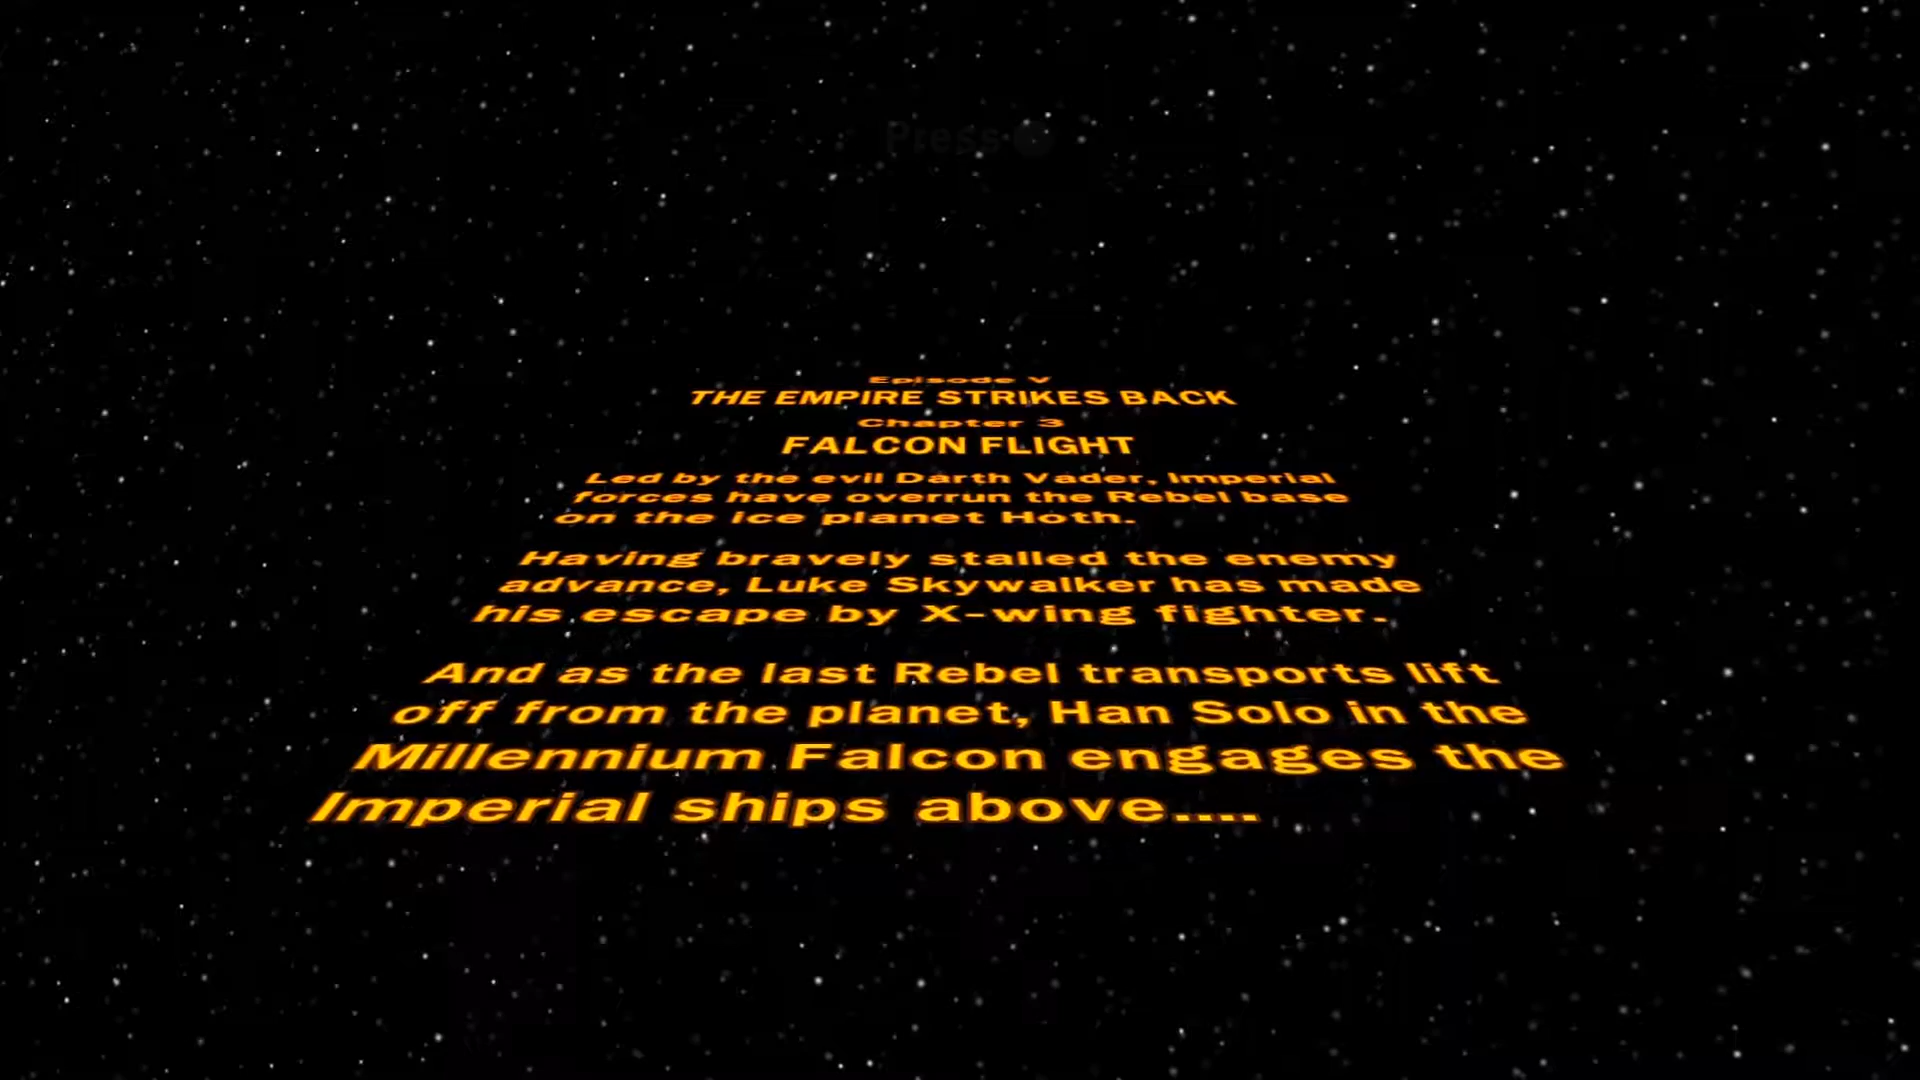 Press
Episode V
THE EMPIRE STRIKES BACK
Chapter 3
FALCON FLIGHT
Led by the evil Darth Vader, Imperial
forces have overrun the Rebel base
on the ice planet Hoth.
Having bravely stalled the enemy
advance, Luke Skywalker has made
his escape by X-wing fighter.
And as the last Rebel transports lift
off from the planet, Han Solo in the
Millennium Falcon engages the
Imperial ships above....